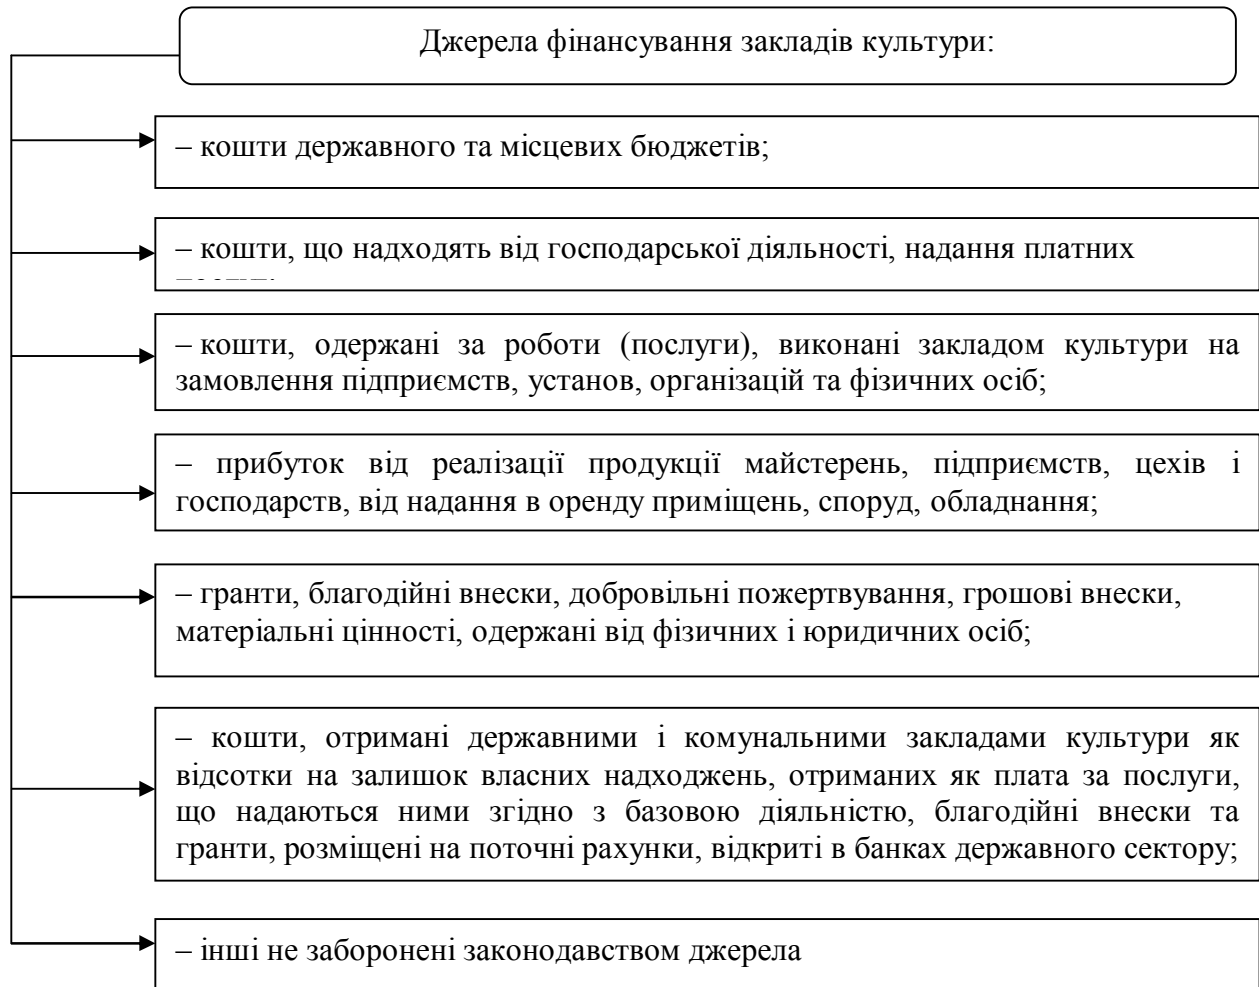 Джерела фінансування закладів культури:
– кошти державного та місцевих бюджетів;
– кошти, що надходять від господарської діяльності, надання платних
– кошти, одержані за роботи (послуги), виконані закладом культури на
замовлення підприємств, установ, організацій та фізичних осіб;
– прибуток від реалізації продукції майстерень, підприємств, цехів і
господарств, від надання в оренду приміщень, споруд, обладнання;
– гранти, благодійні внески, добровільні пожертвування, грошові внески,
матеріальні цінності, одержані від фізичних і юридичних осіб;
– кошти, отримані державними і комунальними закладами культури як
відсотки на залишок власних надходжень, отриманих як плата за послуги,
що надаються ними згідно з базовою діяльністю, благодійні внески та
гранти, розміщені на поточні рахунки, відкриті в банках державного сектору;
– інші не заборонені законодавством джерела